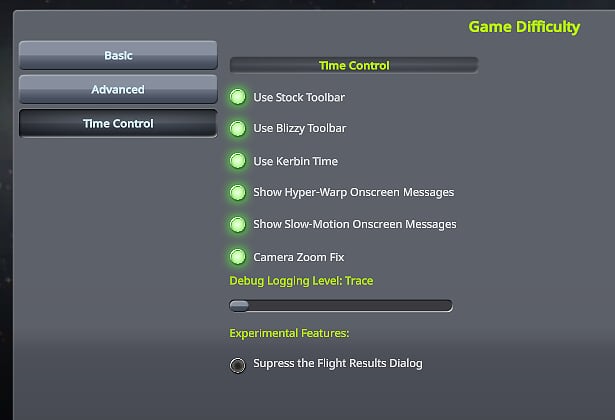 Game Difficulty
Basic
Advanced
Time Control
Time Control
Use Stock Toolbar
Use Blizzy Toolbar
Use Kerbin Time
Show Hyper-Warp Onscreen Messages
Show Slow-Motion Onscreen Messages
Camera Zoom Fix
Debug Logging Level: Trace
Experimental Features:
Supress the Flight Results Dialog